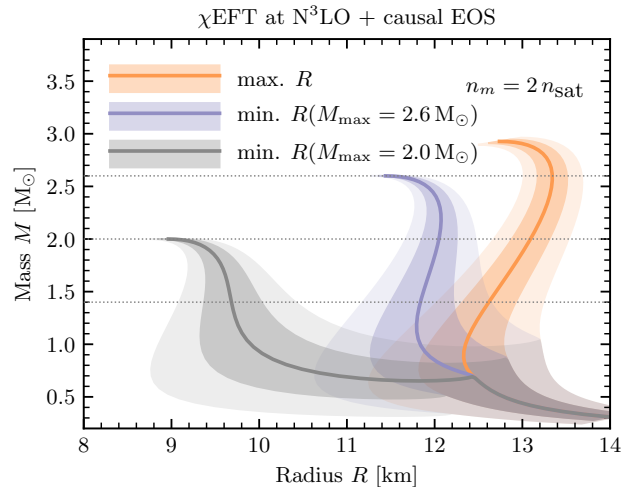 χEFT at N³LO + causal EOS
max. R
min. R(M_max = 2.6 M_⊙)
min. R(M_max = 2.0 M_⊙)
n_m = 2 n_sat
Mass M [M_⊙]
3.5
3.0
2.5
2.0
1.5
1.0
0.5
8 9 10 11 12 13 14
Radius R [km]